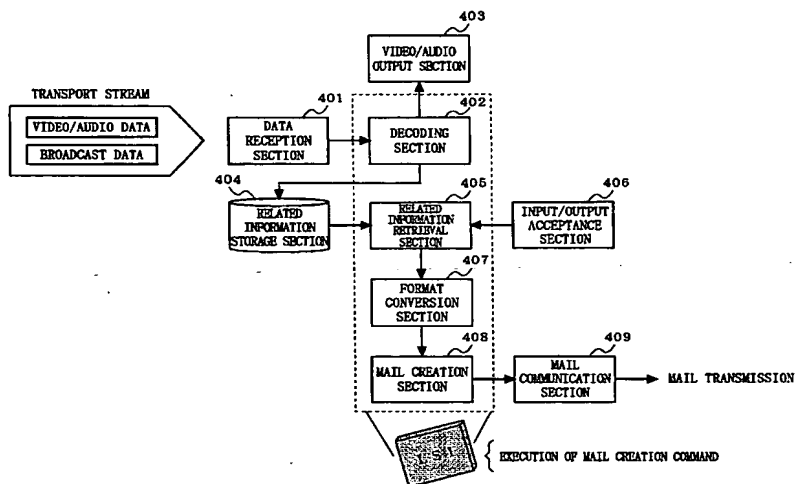 403
VIDEO/AUDIO
OUTPUT SECTION
TRANSPORT STREAM
VIDEO/AUDIO DATA
BROADCAST DATA
401
DATA
RECEPTION
SECTION
402
DECODING
SECTION
404
RELATED
INFORMATION
STORAGE SECTION
405
RELATED
INFORMATION
RETRIEVAL
SECTION
406
INPUT/OUTPUT
ACCEPTANCE
SECTION
407
FORMAT
CONVERSION
SECTION
408
MAIL CREATION
SECTION
409
MAIL
COMMUNICATION
SECTION
MAIL TRANSMISSION
EXECUTION OF MAIL CREATION COMMAND